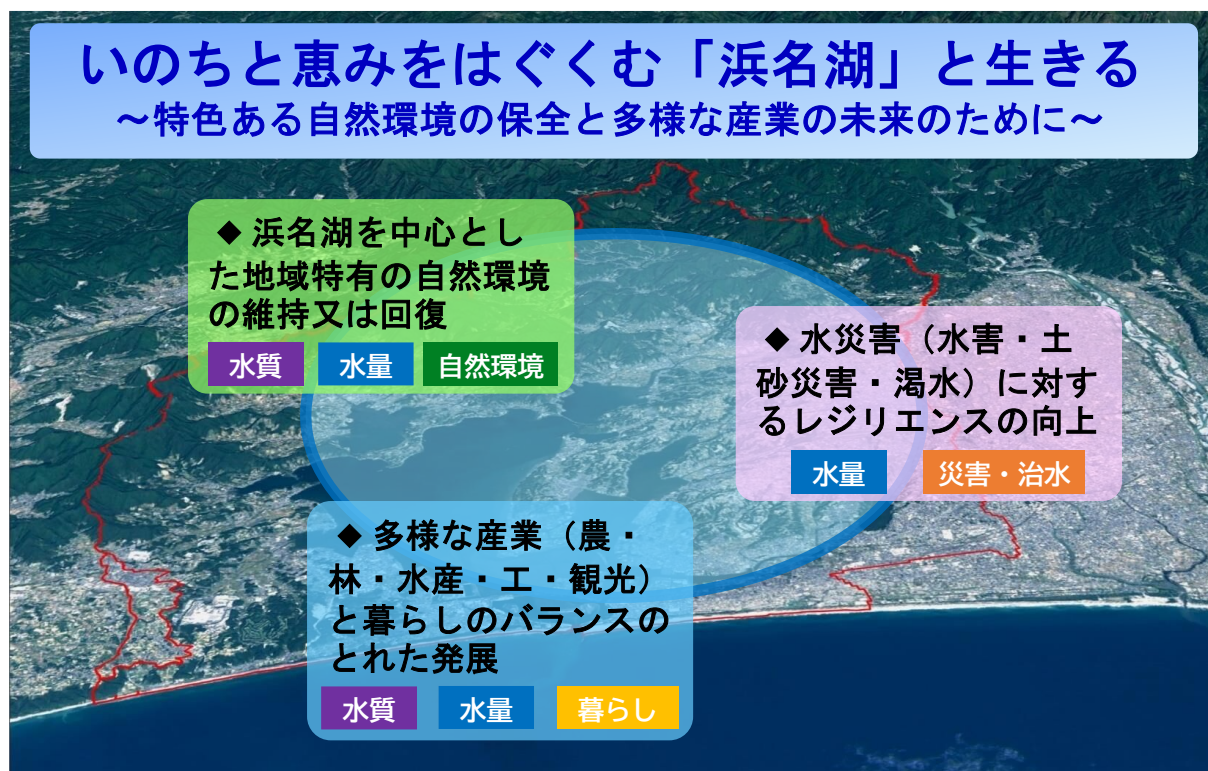 いのちと恵みをはぐくむ「浜名湖」と生きる
～特色ある自然環境の保全と多様な産業の未来のために～
◆ 浜名湖を中心とし
た地域特有の自然環境
の維持又は回復
水質 水量 自然環境
◆ 水災害（水害・土
砂災害・渇水）に対す
るレジリエンスの向上
水量 災害・治水
◆ 多様な産業（農・
林・水産・工・観光）
と暮らしのバランスの
とれた発展
水質 水量 暮らし